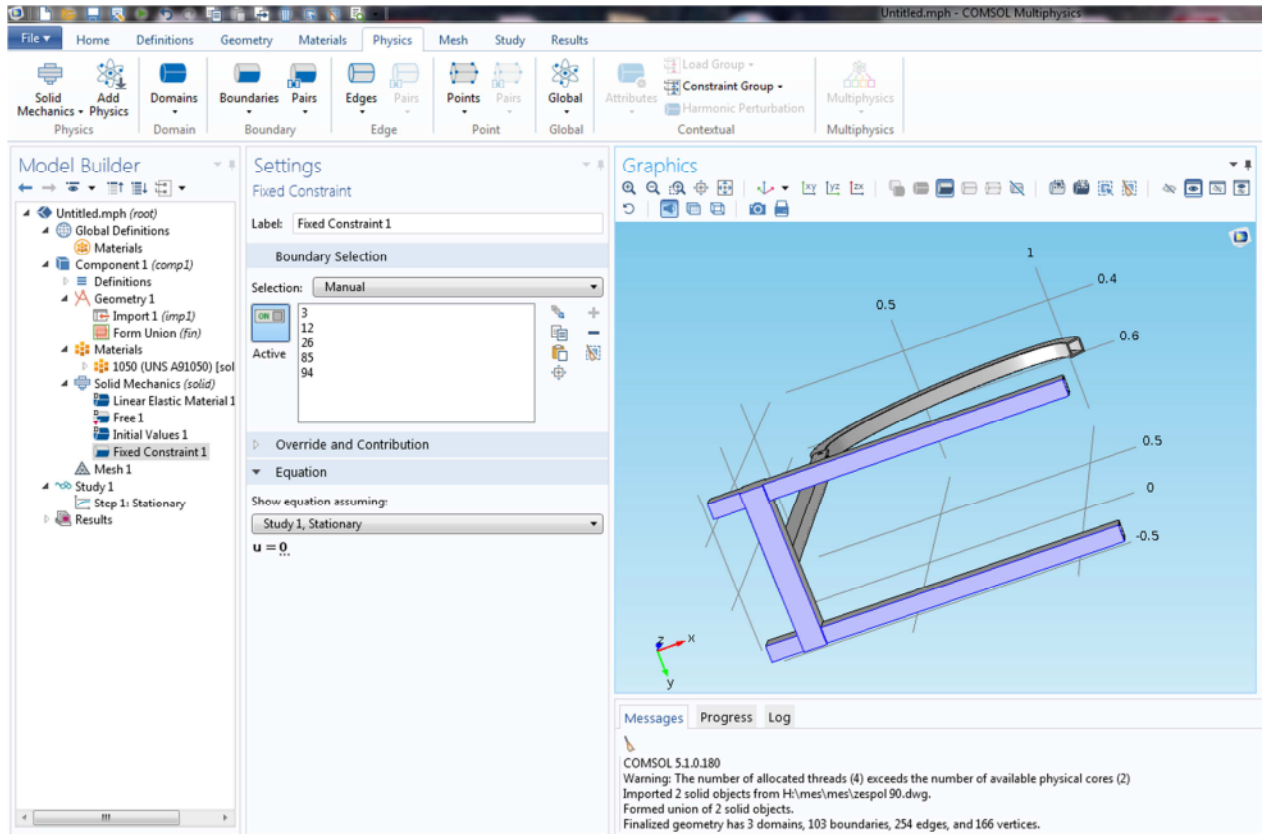 Untitled.mph - COMSOL Multiphysics
File Home Definitions Geometry Materials Physics Mesh Study Results
Solid Mechanics Add Physics Domains Boundaries Pairs Edges Pairs Points Pairs Global Attributes Load Group Constraint Group Harmonic Perturbation Multiphysics
Physics Domain Boundary Edge Point Global Contextual Multiphysics
Model Builder
Untitled.mph (root)
Global Definitions
Materials
Component 1 (comp1)
Definitions
Geometry 1
Import 1 (imp1)
Form Union (fin)
Materials
1050 (UNS A91050) [sol
Solid Mechanics (solid)
Linear Elastic Material 1
Free 1
Initial Values 1
Fixed Constraint 1
Mesh 1
Study 1
Step 1: Stationary
Results
Settings
Fixed Constraint
Label: Fixed Constraint 1
Boundary Selection
Selection: Manual
ON
Active
3
12
26
85
94
Override and Contribution
Equation
Show equation assuming:
Study 1, Stationary
u = 0
Graphics
xy yz zx
1
0.4
0.5
0.6
0.5
0
-0.5
z x
y
Messages Progress Log
COMSOL 5.1.0.180
Warning: The number of allocated threads (4) exceeds the number of available physical cores (2)
Imported 2 solid objects from H:\mes\mes\zespol 90.dwg.
Formed union of 2 solid objects.
Finalized geometry has 3 domains, 103 boundaries, 254 edges, and 166 vertices.